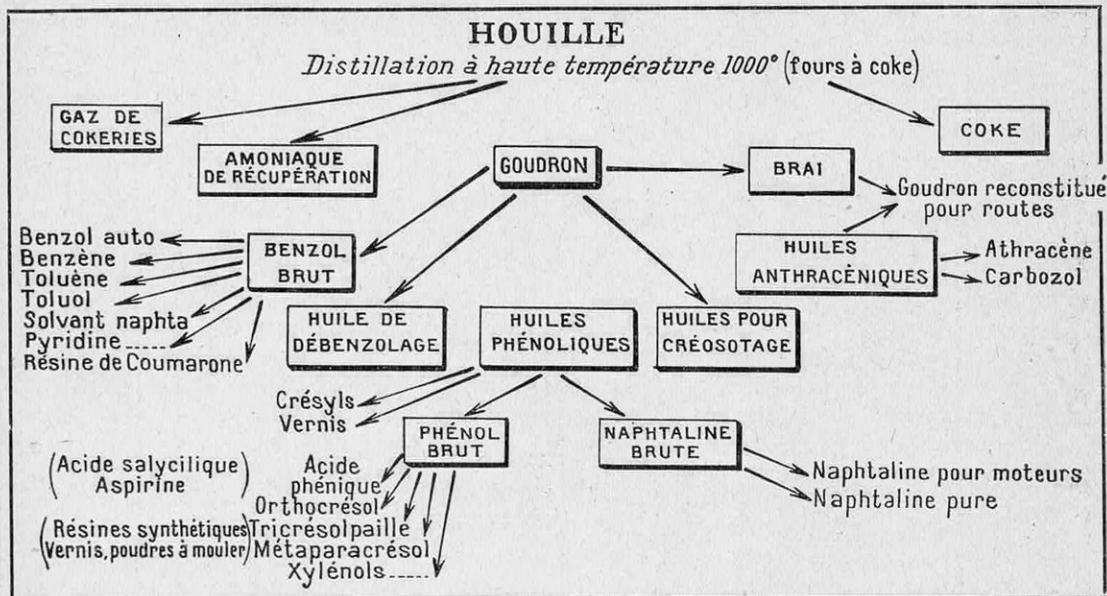 HOUILLE
Distillation à haute température 1000° (fours à coke)
GAZ DE
COKERIES
COKE
AMONIAQUE
DE RÉCUPÉRATION
GOUDRON
BRAI
Goudron reconstitué
pour routes
Benzol auto
Benzène
Toluène
Toluol
Solvant naphta
Pyridine
Résine de Coumarone
BENZOL
BRUT
HUILES
ANTHRACÈNIQUES
Athracène
Carbozol
HUILE DE
DÉBENZOLAGE
HUILES
PHÉNOLIQUES
HUILES POUR
CRÉOSOTAGE
Crésyls
Vernis
PHÉNOL
BRUT
NAPHTALINE
BRUTE
Naphtaline pour moteurs
Naphtaline pure
(Acide salycilique
Aspirine)
Acide
phénique
Orthocrésol
(Résines synthétiques
Vernis, poudres à mouler)
Tricrésolpaille
Métaparacrésol
Xylénols